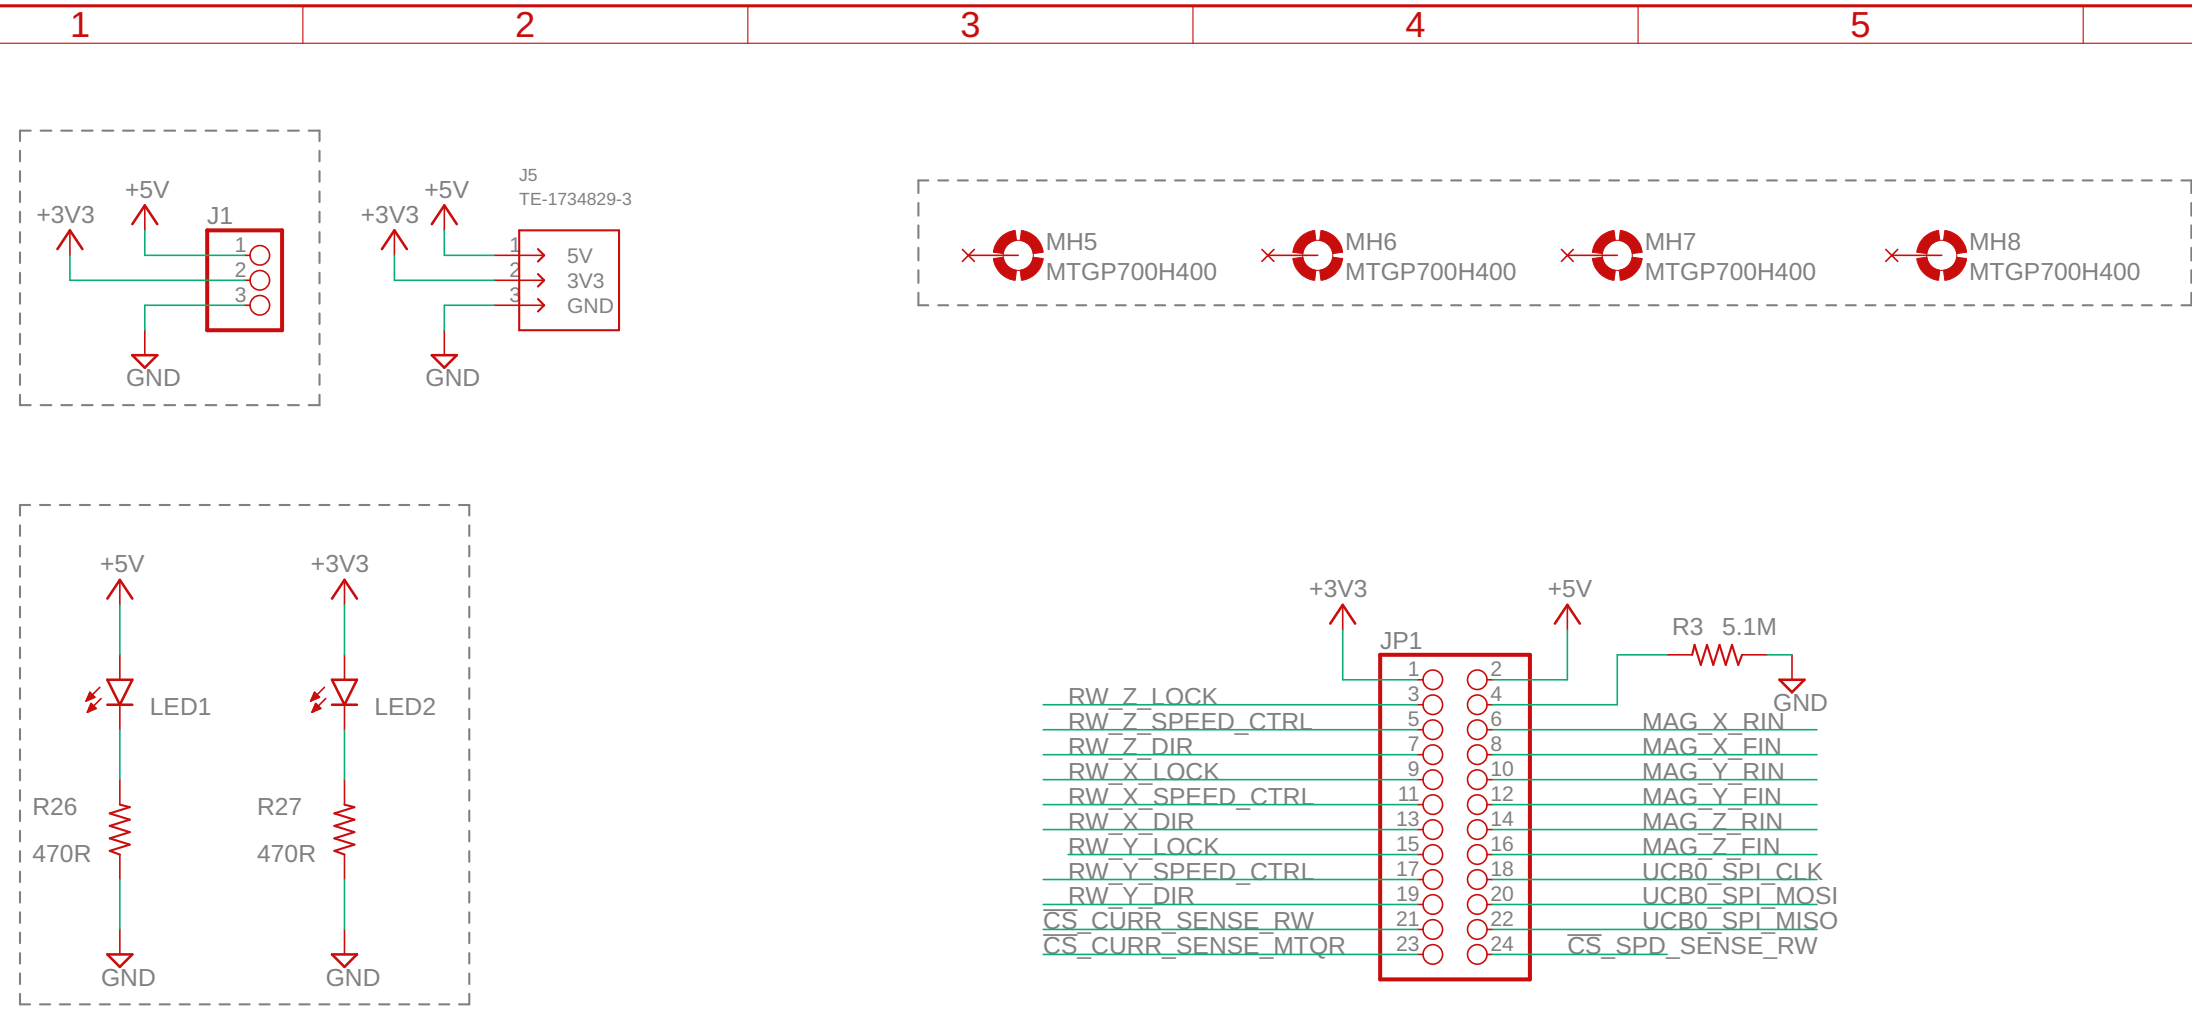 1 2 3 4 5
+5V
+3V3
J1
1
2
3
GND
+5V
+3V3
J5
TE-1734829-3
1 5V
2 3V3
3 GND
GND
MH5
MTGP700H400
MH6
MTGP700H400
MH7
MTGP700H400
MH8
MTGP700H400
+5V
LED1
R26
470R
GND
+3V3
LED2
R27
470R
GND
+3V3
+5V
JP1
R3 5.1M
GND
1 2
RW_Z_LOCK 3 4
RW_Z_SPEED_CTRL 5 6 MAG_X_RIN
RW_Z_DIR 7 8 MAG_X_FIN
RW_X_LOCK 9 10 MAG_Y_RIN
RW_X_SPEED_CTRL 11 12 MAG_Y_FIN
RW_X_DIR 13 14 MAG_Z_RIN
RW_Y_LOCK 15 16 MAG_Z_FIN
RW_Y_SPEED_CTRL 17 18 UCB0_SPI_CLK
RW_Y_DIR 19 20 UCB0_SPI_MOSI
C̅S̅_CURR_SENSE_RW 21 22 UCB0_SPI_MISO
C̅S̅_CURR_SENSE_MTQR 23 24 C̅S̅_SPD_SENSE_RW